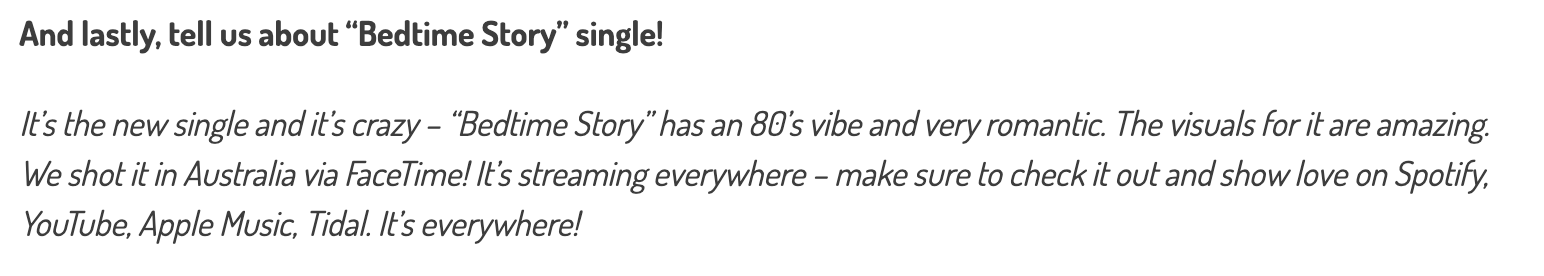 And lastly, tell us about “Bedtime Story” single!
It’s the new single and it’s crazy – “Bedtime Story” has an 80’s vibe and very romantic. The visuals for it are amazing.
We shot it in Australia via FaceTime! It’s streaming everywhere – make sure to check it out and show love on Spotify,
YouTube, Apple Music, Tidal. It’s everywhere!